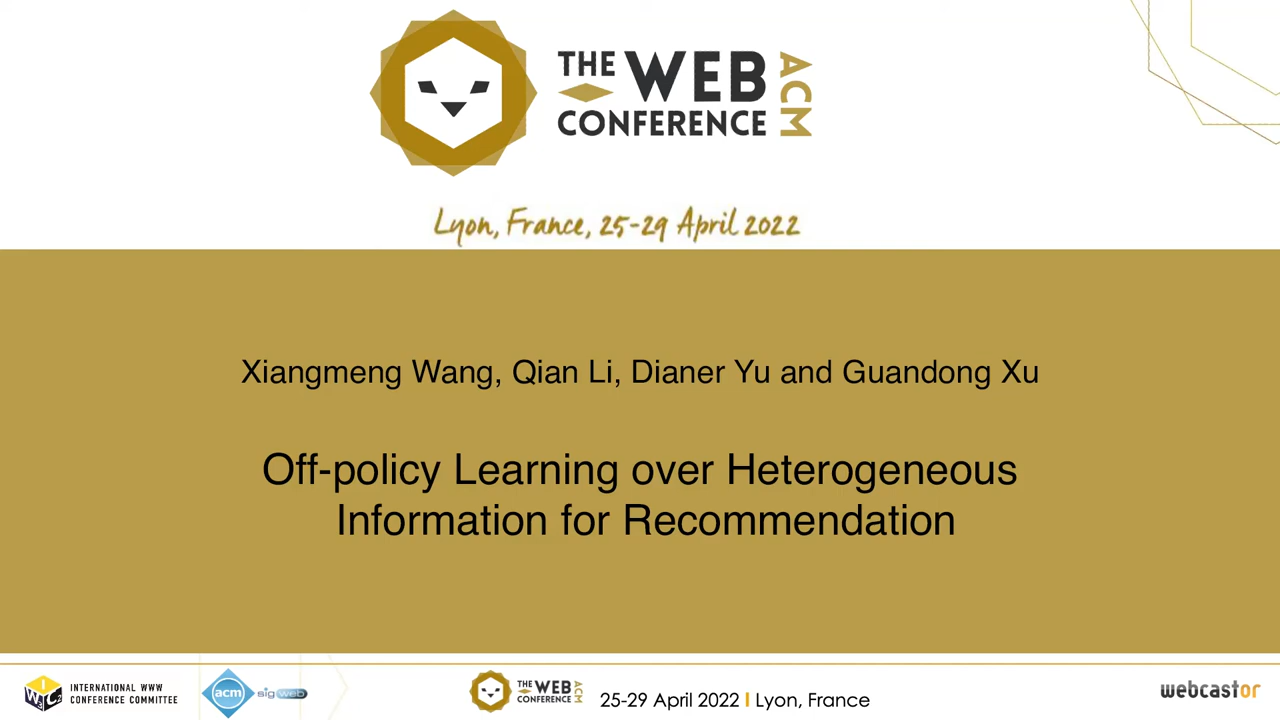 THE WEB
CONFERENCE
ACM
Lyon, France, 25-29 April 2022
Xiangmeng Wang, Qian Li, Dianer Yu and Guandong Xu
Off-policy Learning over Heterogeneous
Information for Recommendation
INTERNATIONAL WWW
CONFERENCE COMMITTEE
acm
sigweb
THE WEB
CONFERENCE
ACM
25-29 April 2022 I Lyon, France
webcastor